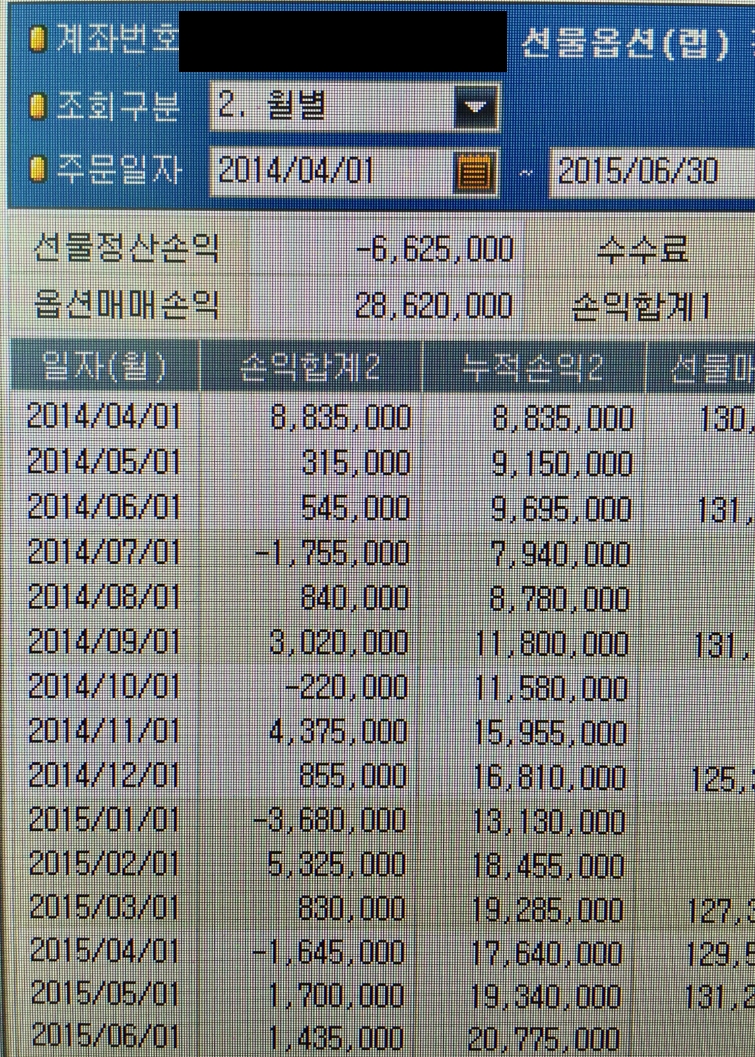 계좌번호 선물옵션(랩)
조회구분 2. 월별
주문일자 2014/04/01 ~ 2015/06/30
선물정산손익 -6,625,000 수수료
옵션매매손익 28,620,000 손익합계1
일자(월) 손익합계2 누적손익2 선물매
2014/04/01 8,835,000 8,835,000 130,
2014/05/01 315,000 9,150,000
2014/06/01 545,000 9,695,000 131,
2014/07/01 -1,755,000 7,940,000
2014/08/01 840,000 8,780,000
2014/09/01 3,020,000 11,800,000 131,
2014/10/01 -220,000 11,580,000
2014/11/01 4,375,000 15,955,000
2014/12/01 855,000 16,810,000 125,
2015/01/01 -3,680,000 13,130,000
2015/02/01 5,325,000 18,455,000
2015/03/01 830,000 19,285,000 127,
2015/04/01 -1,645,000 17,640,000 129,5
2015/05/01 1,700,000 19,340,000 131,2
2015/06/01 1,435,000 20,775,000